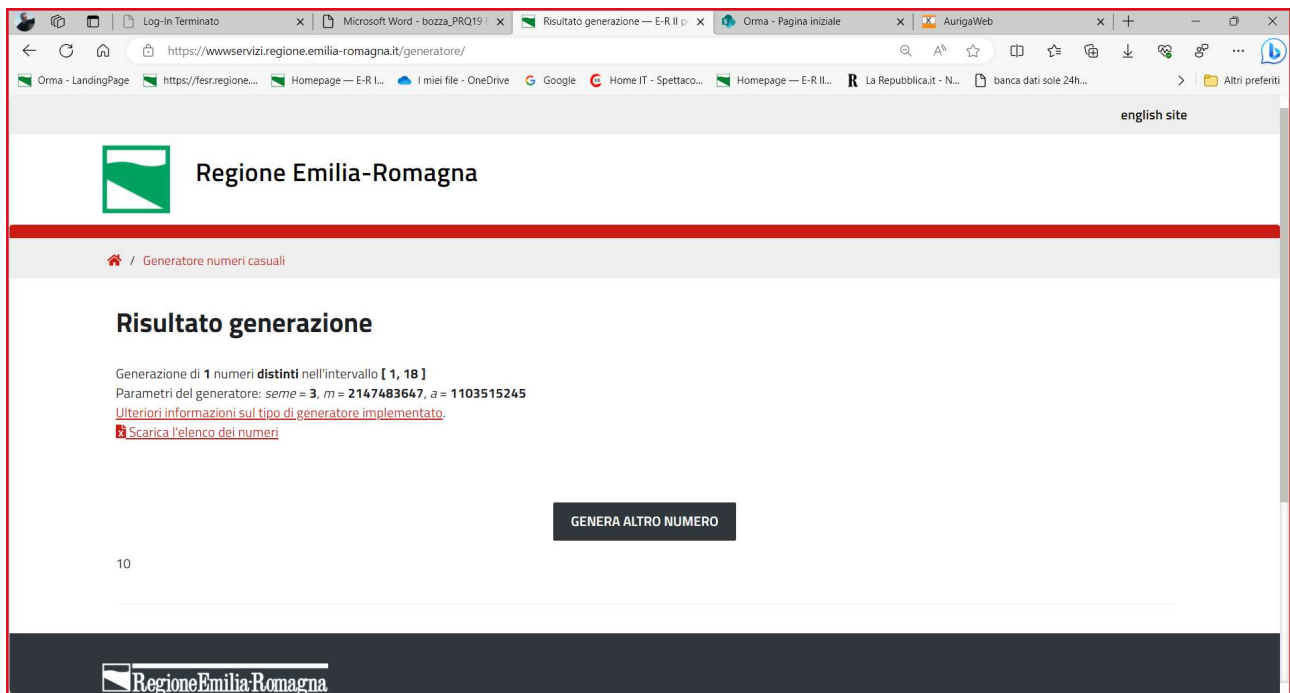 Log-In Terminato
Microsoft Word - bozza_PRQ19
Risultato generazione — E-R Il p
Orma - Pagina iniziale
AurigaWeb
https://wwwservizi.regione.emilia-romagna.it/generatore/
Orma - LandingPage
https://fesr.regione....
Homepage — E-R I...
I miei file - OneDrive
Google
Home IT - Spettaco...
Homepage — E-R Il...
La Repubblica.it - N...
banca dati sole 24h...
Altri preferiti
english site
Regione Emilia-Romagna
/ Generatore numeri casuali
Risultato generazione
Generazione di 1 numeri distinti nell'intervallo [ 1, 18 ]
Parametri del generatore: seme = 3, m = 2147483647, a = 1103515245
Ulteriori informazioni sul tipo di generatore implementato.
Scarica l'elenco dei numeri
GENERA ALTRO NUMERO
10
RegioneEmilia-Romagna